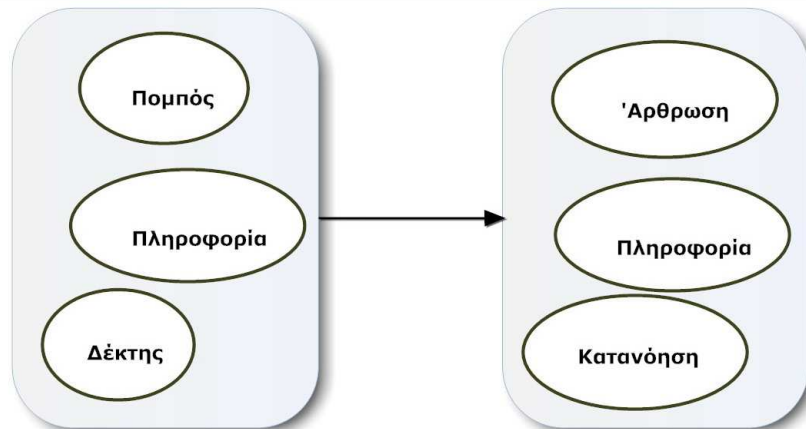 Πομπός
Πληροφορία
Δέκτης
'Αρθρωση
Πληροφορία
Κατανόηση